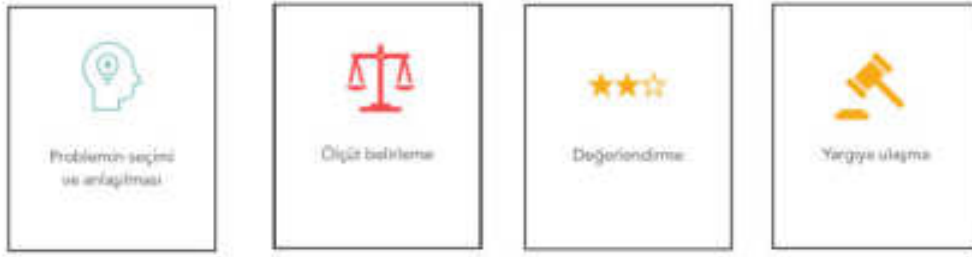 Problemin seçimi
ve anlaşılması
Ölçüt belirleme
Değerlendirme
Yargıya ulaşma